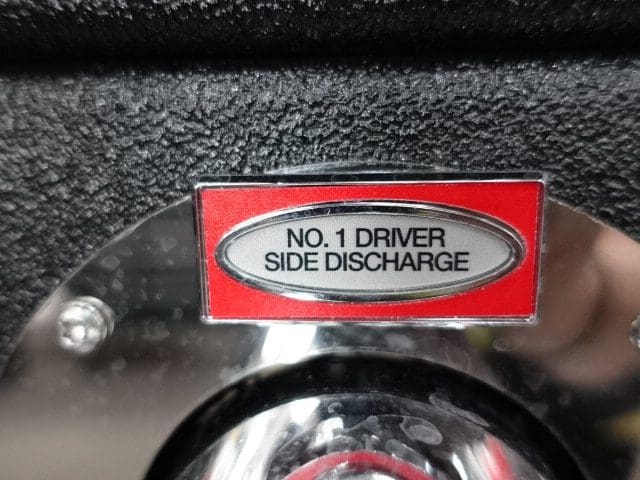 NO. 1 DRIVER
SIDE DISCHARGE